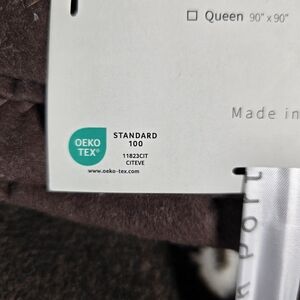 ☐ Queen 90" x 90"
Made in
OEKO
TEX®
STANDARD
100
11823CIT
CITEVE
www.oeko-tex.com